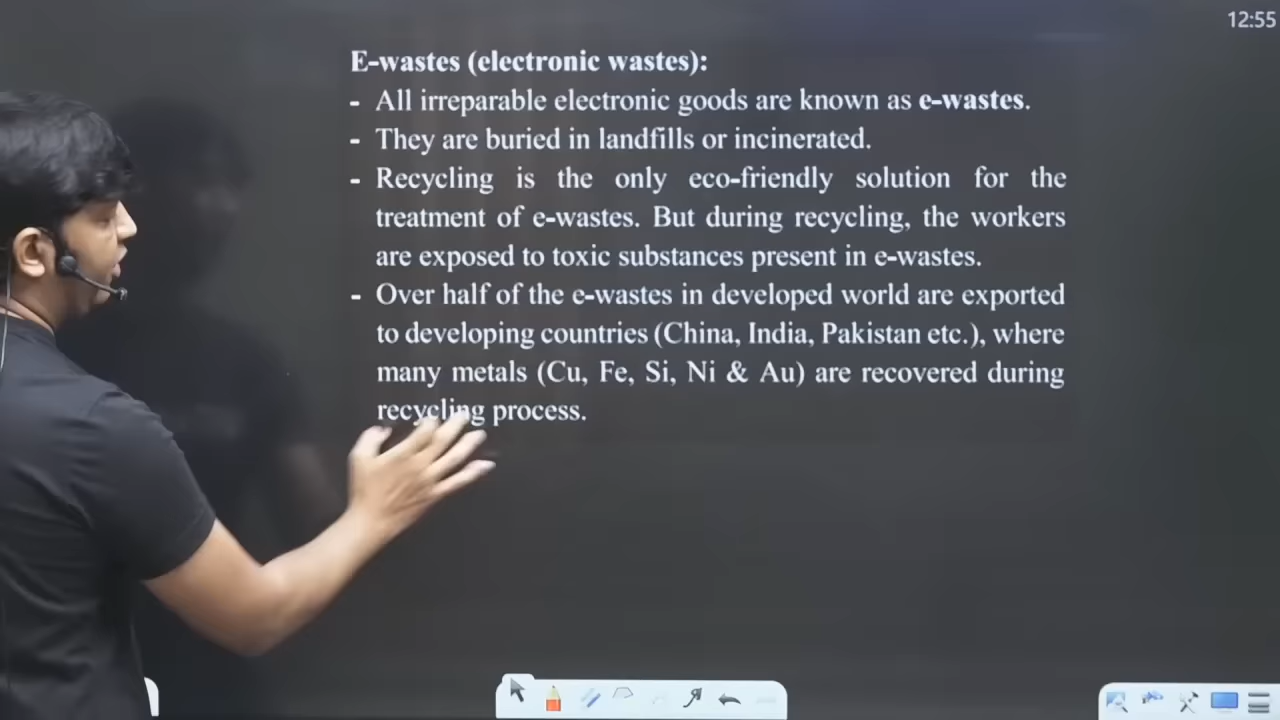 12:55
E-wastes (electronic wastes):
- All irreparable electronic goods are known as e-wastes.
- They are buried in landfills or incinerated.
- Recycling is the only eco-friendly solution for the
treatment of e-wastes. But during recycling, the workers
are exposed to toxic substances present in e-wastes.
- Over half of the e-wastes in developed world are exported
to developing countries (China, India, Pakistan etc.), where
many metals (Cu, Fe, Si, Ni & Au) are recovered during
recycling process.